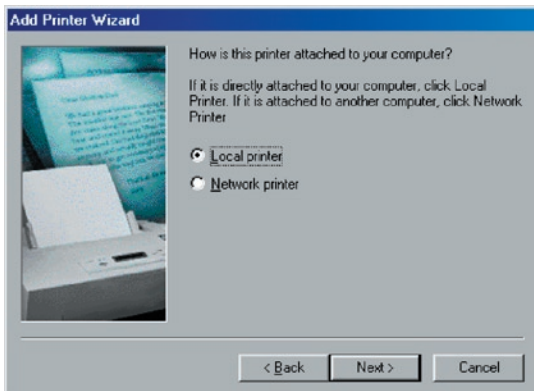 Add Printer Wizard
How is this printer attached to your computer?
If it is directly attached to your computer, click Local
Printer. If it is attached to another computer, click Network
Printer
Local printer
Network printer
< Back
Next >
Cancel